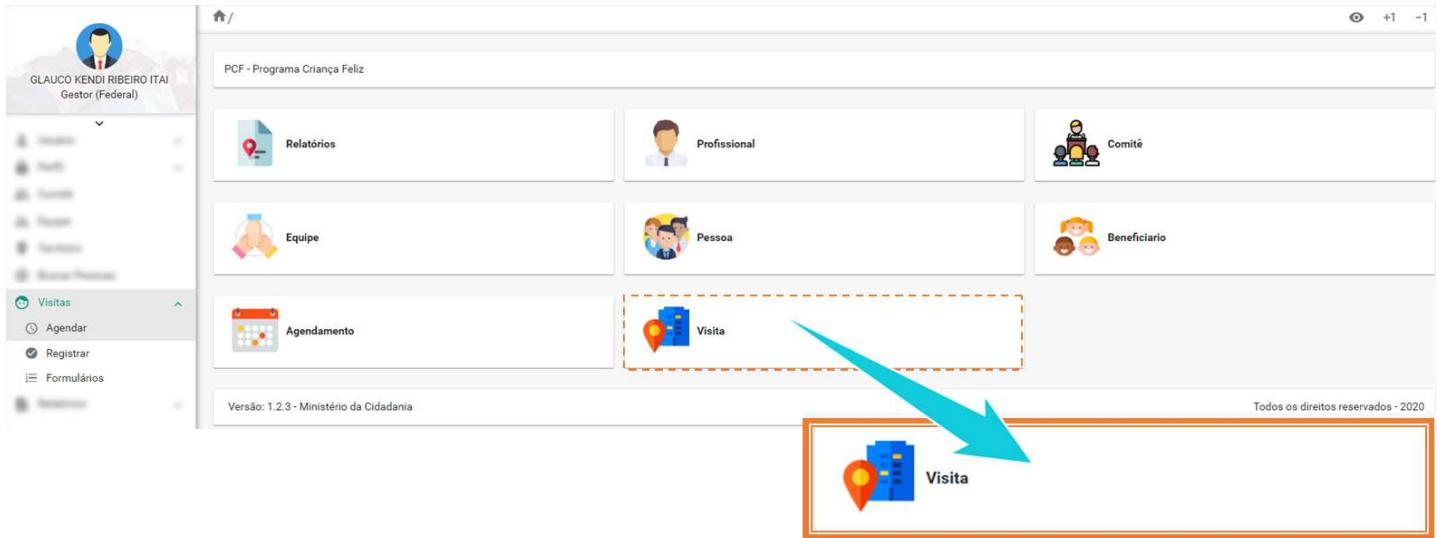 /
+1 -1
GLAUCO KENDI RIBEIRO ITAI
Gestor (Federal)
PCF - Programa Criança Feliz
Relatórios
Profissional
Comitê
Equipe
Pessoa
Beneficiario
Visitas
Agendar
Registrar
Formulários
Agendamento
Visita
Versão: 1.2.3 - Ministério da Cidadania
Todos os direitos reservados - 2020
Visita